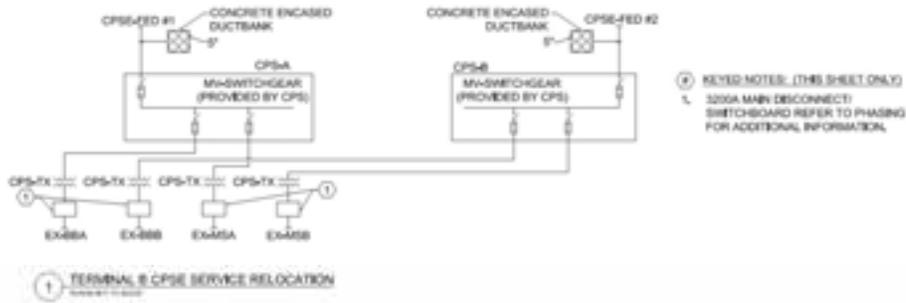 CPSE-FED #1
CONCRETE ENCASED
DUCTBANK
5"
CONCRETE ENCASED
DUCTBANK
5"
CPSE-FED #2
CPS-A
MV-SWITCHGEAR
(PROVIDED BY CPS)
CPS-B
MV-SWITCHGEAR
(PROVIDED BY CPS)
# KEYED NOTES: (THIS SHEET ONLY)
1. 3200A MAIN DISCONNECT/
SWITCHBOARD REFER TO PHASING
FOR ADDITIONAL INFORMATION.
CPS-TX CPS-TX CPS-TX CPS-TX
1 1
EX-BBA EX-BBB EX-MSA EX-MSB
1 TERMINAL B CPSE SERVICE RELOCATION